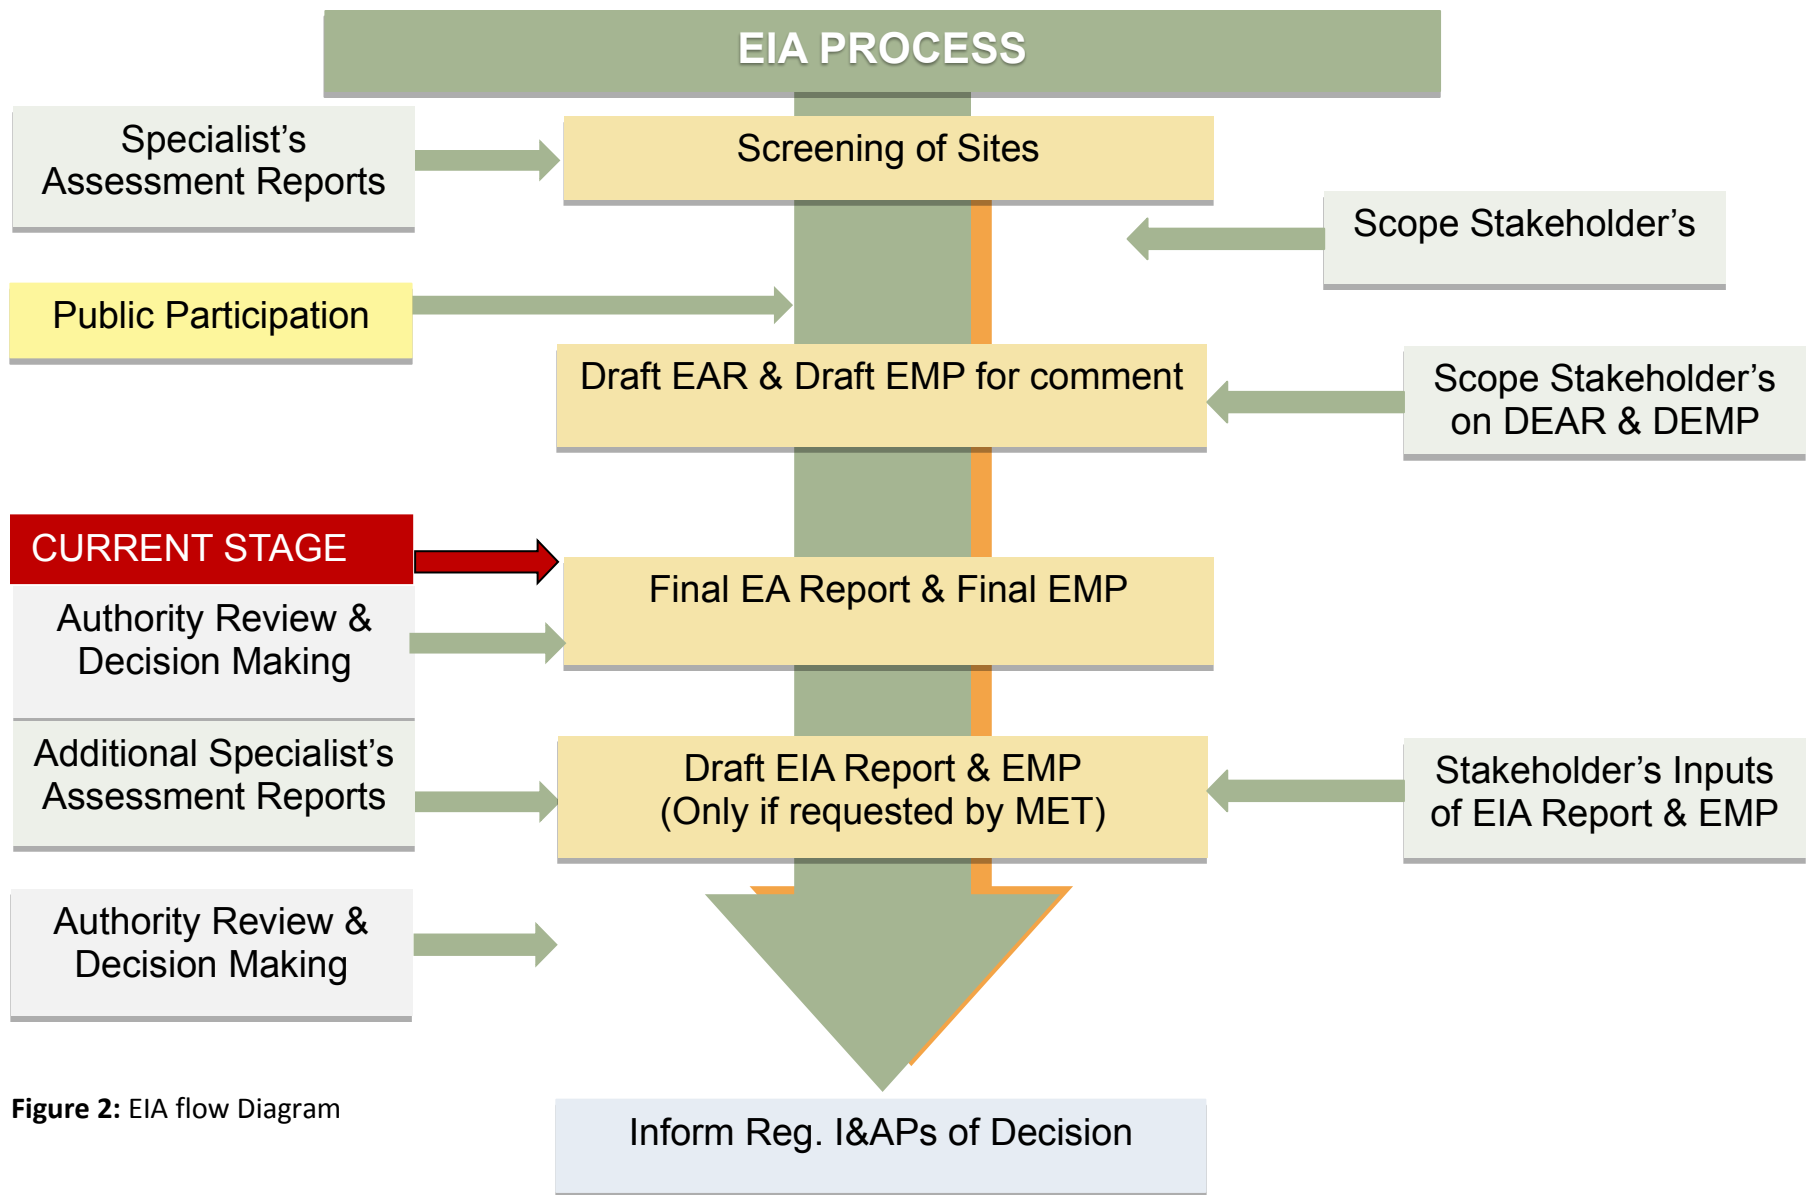 EIA PROCESS
Specialist's
Assessment Reports
Screening of Sites
Scope Stakeholder's
Public Participation
Draft EAR & Draft EMP for comment
Scope Stakeholder's
on DEAR & DEMP
CURRENT STAGE
Final EA Report & Final EMP
Authority Review &
Decision Making
Additional Specialist's
Assessment Reports
Draft EIA Report & EMP
(Only if requested by MET)
Stakeholder's Inputs
of EIA Report & EMP
Authority Review &
Decision Making
Figure 2: EIA flow Diagram
Inform Reg. I&APs of Decision